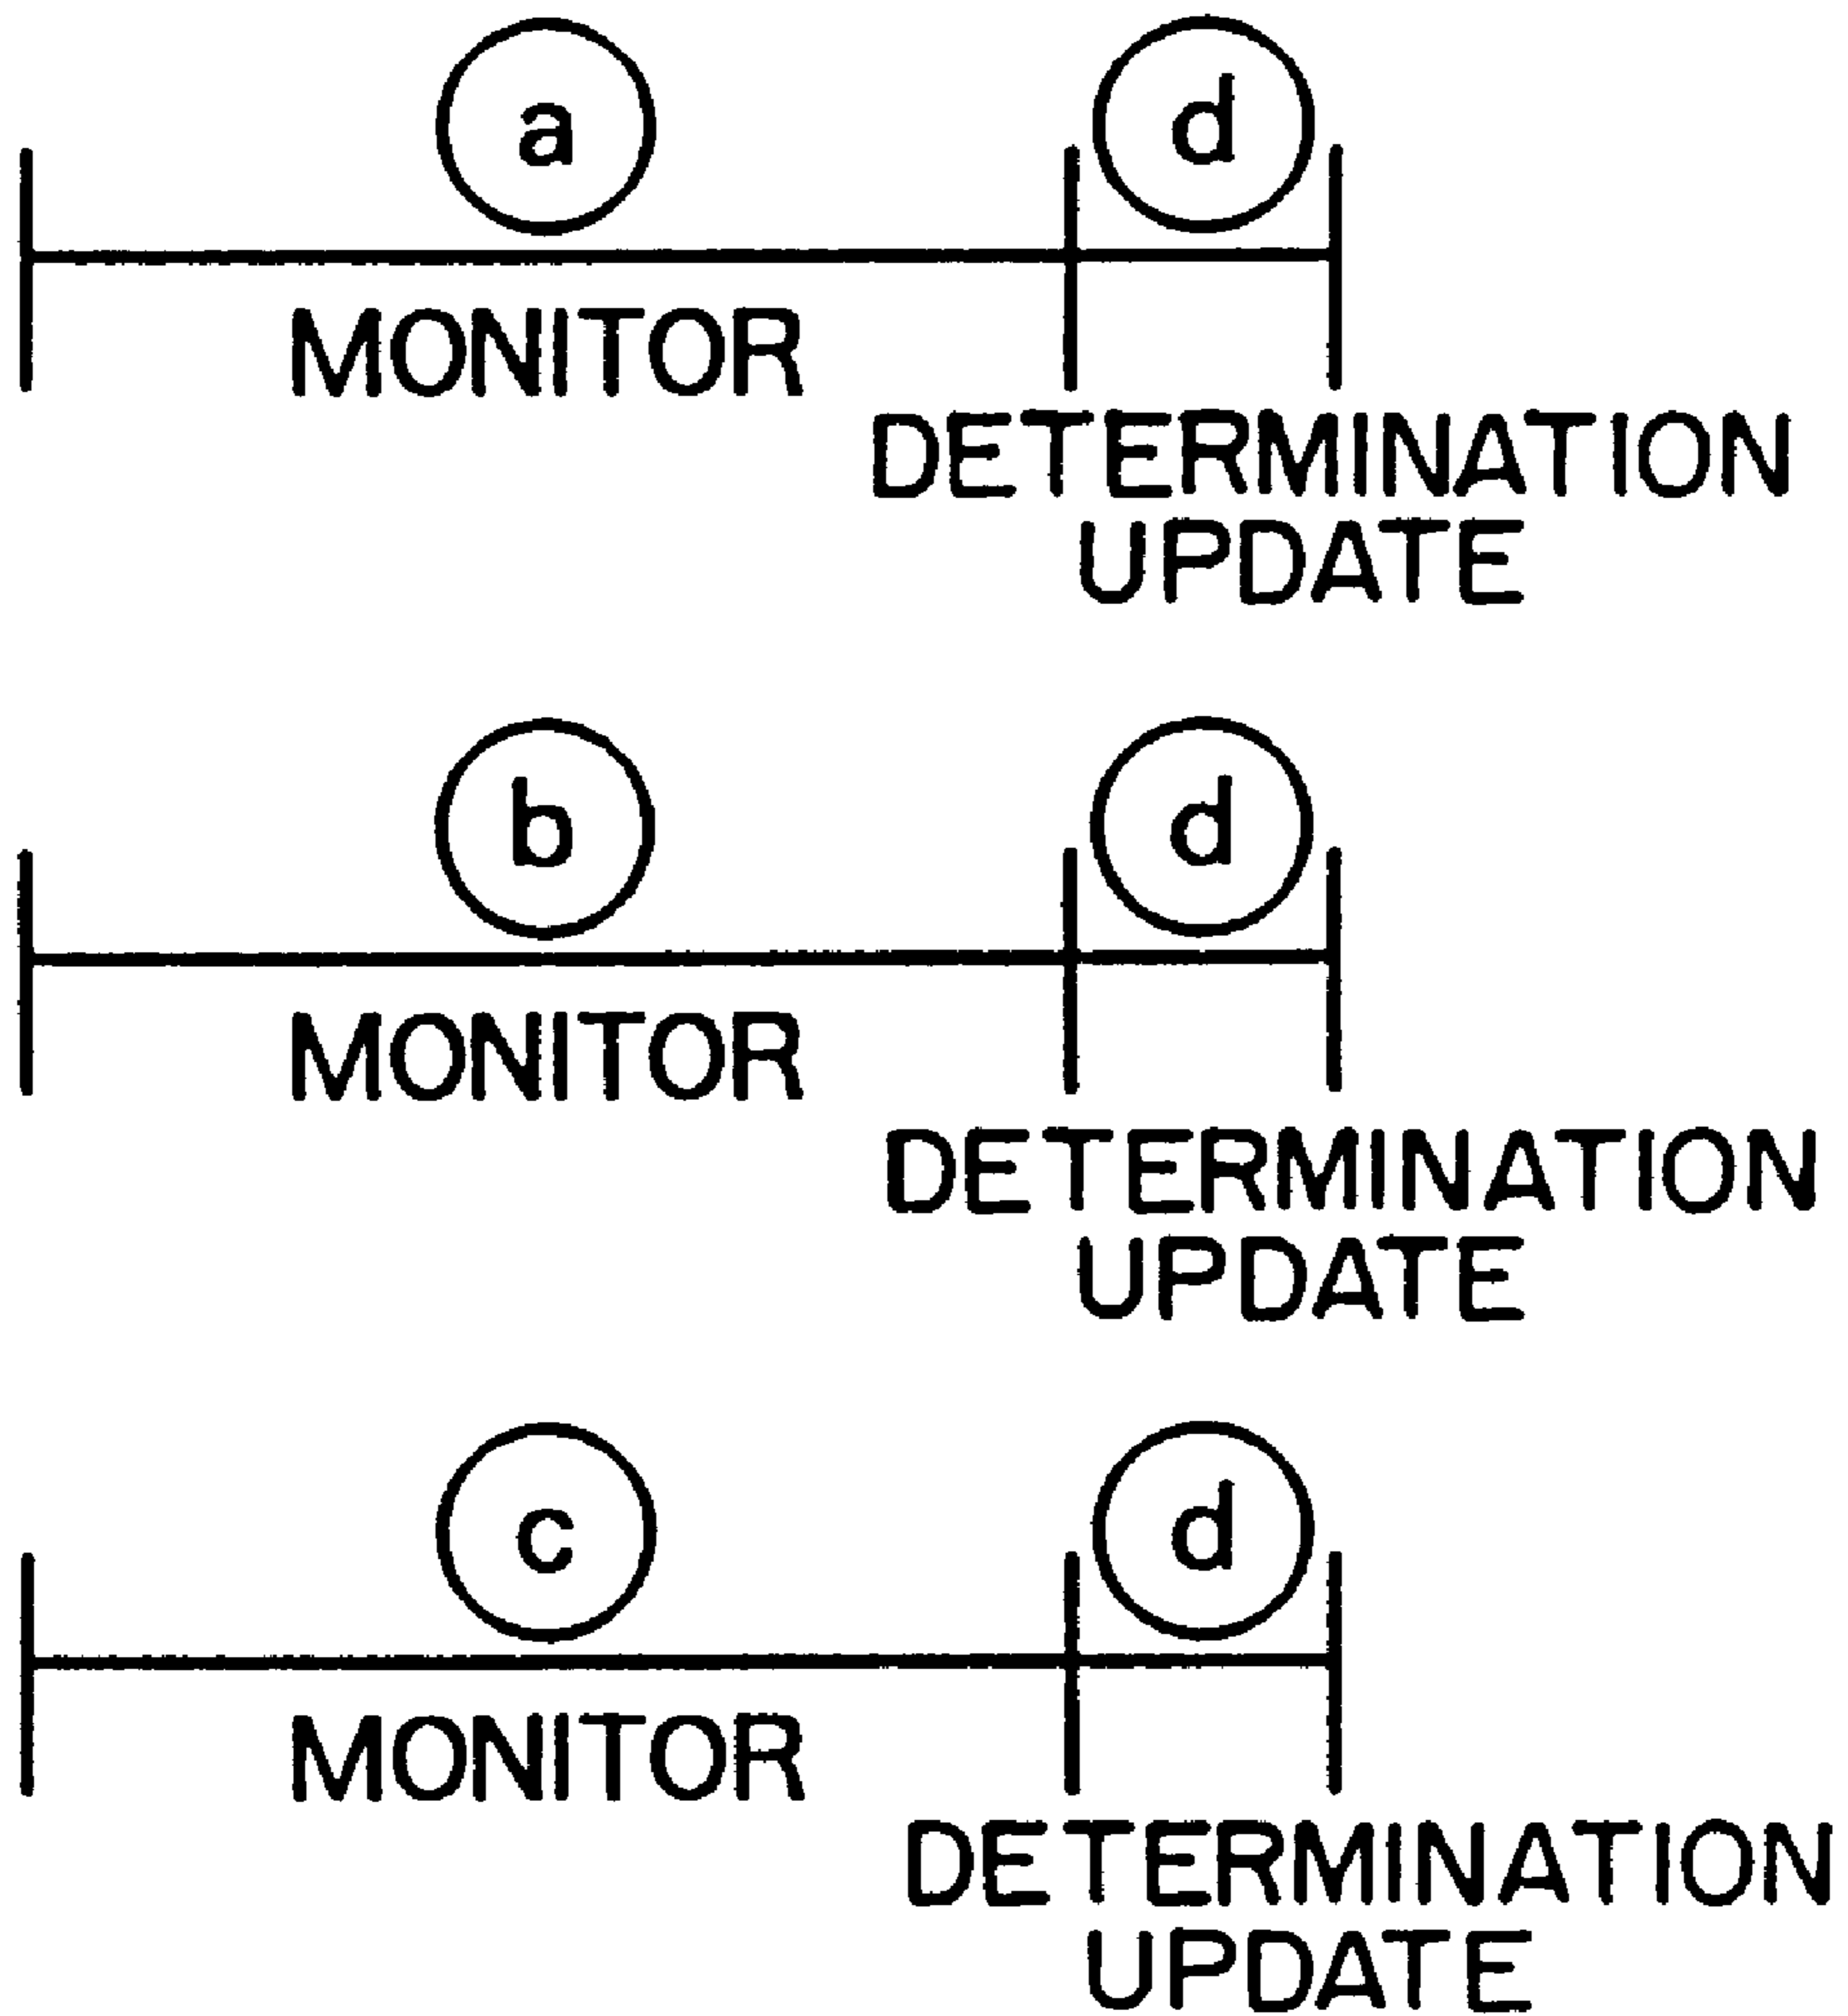 a d
MONITOR
DETERMINATION
UPDATE
b d
MONITOR
DETERMINATION
UPDATE
c d
MONITOR
DETERMINATION
UPDATE